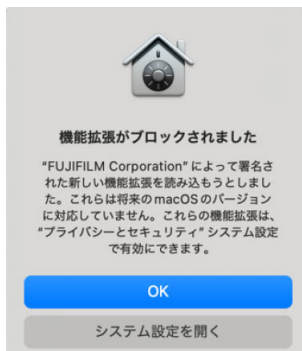 機能拡張がブロックされました
“FUJIFILM Corporation”によって署名さ
れた新しい機能拡張を読み込もうとしまし
た。これらは将来のmacOSのバージョン
に対応していません。これらの機能拡張は、
“プライバシーとセキュリティ”システム設定
で有効にできます。
OK
システム設定を開く